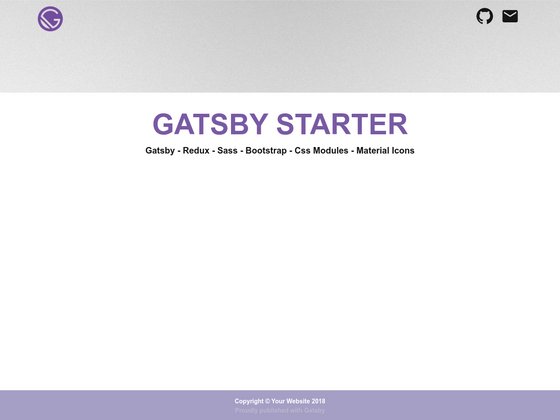 GATSBY STARTER
Gatsby - Redux - Sass - Bootstrap - Css Modules - Material Icons
Copyright © Your Website 2018
Proudly published with Gatsby